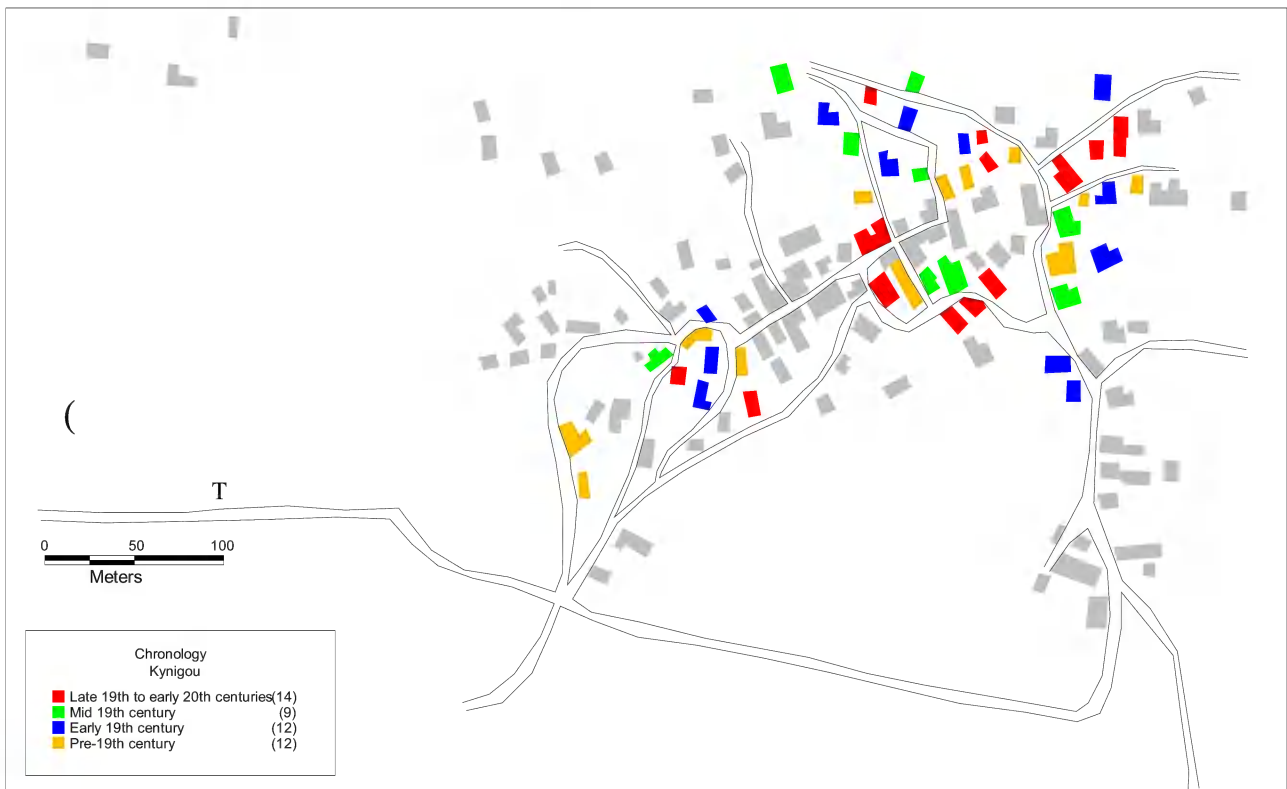 (
T
0 50 100
Meters
Chronology
Kynigou
Late 19th to early 20th centuries(14)
Mid 19th century (9)
Early 19th century (12)
Pre-19th century (12)